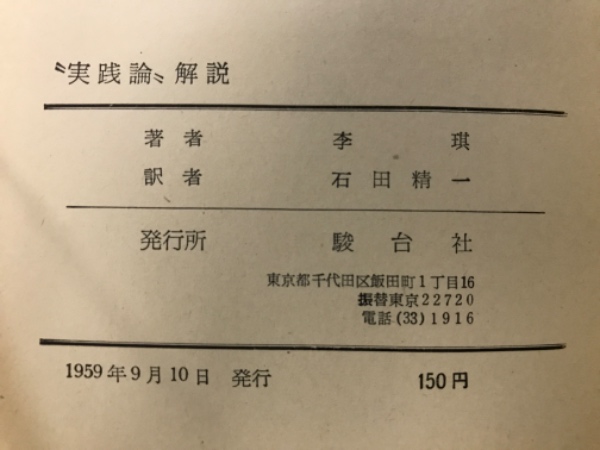 〝実践論〟解説
著者 李琪
訳者 石田精一
発行所 駿台社
東京都千代田区飯田町1丁目16
振替東京22720
電話(33)1916
1959年9月10日 発行 150円